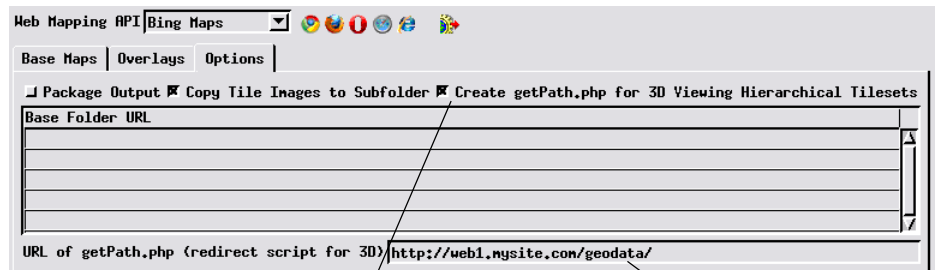 Web Mapping API Bing Maps
Base Maps Overlays Options
Package Output Copy Tile Images to Subfolder Create getPath.php for 3D Viewing Hierarchical Tilesets
Base Folder URL
URL of getPath.php (redirect script for 3D) http://web1.mysite.com/geodata/